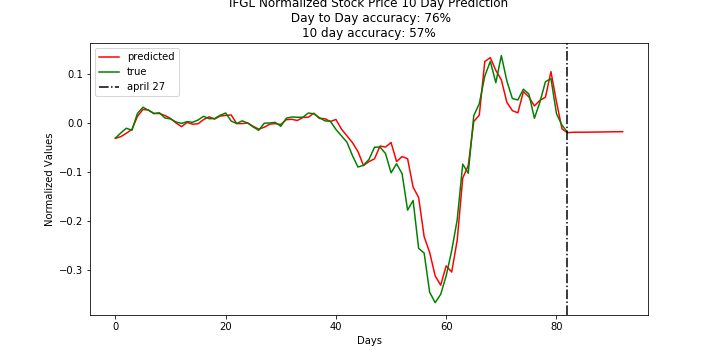 IFGL Normalized Stock Price 10 Day Prediction
Day to Day accuracy: 76%
10 day accuracy: 57%
predicted
true
april 27
0.1
0.0
−0.1
−0.2
−0.3
Normalized Values
0 20 40 60 80
Days